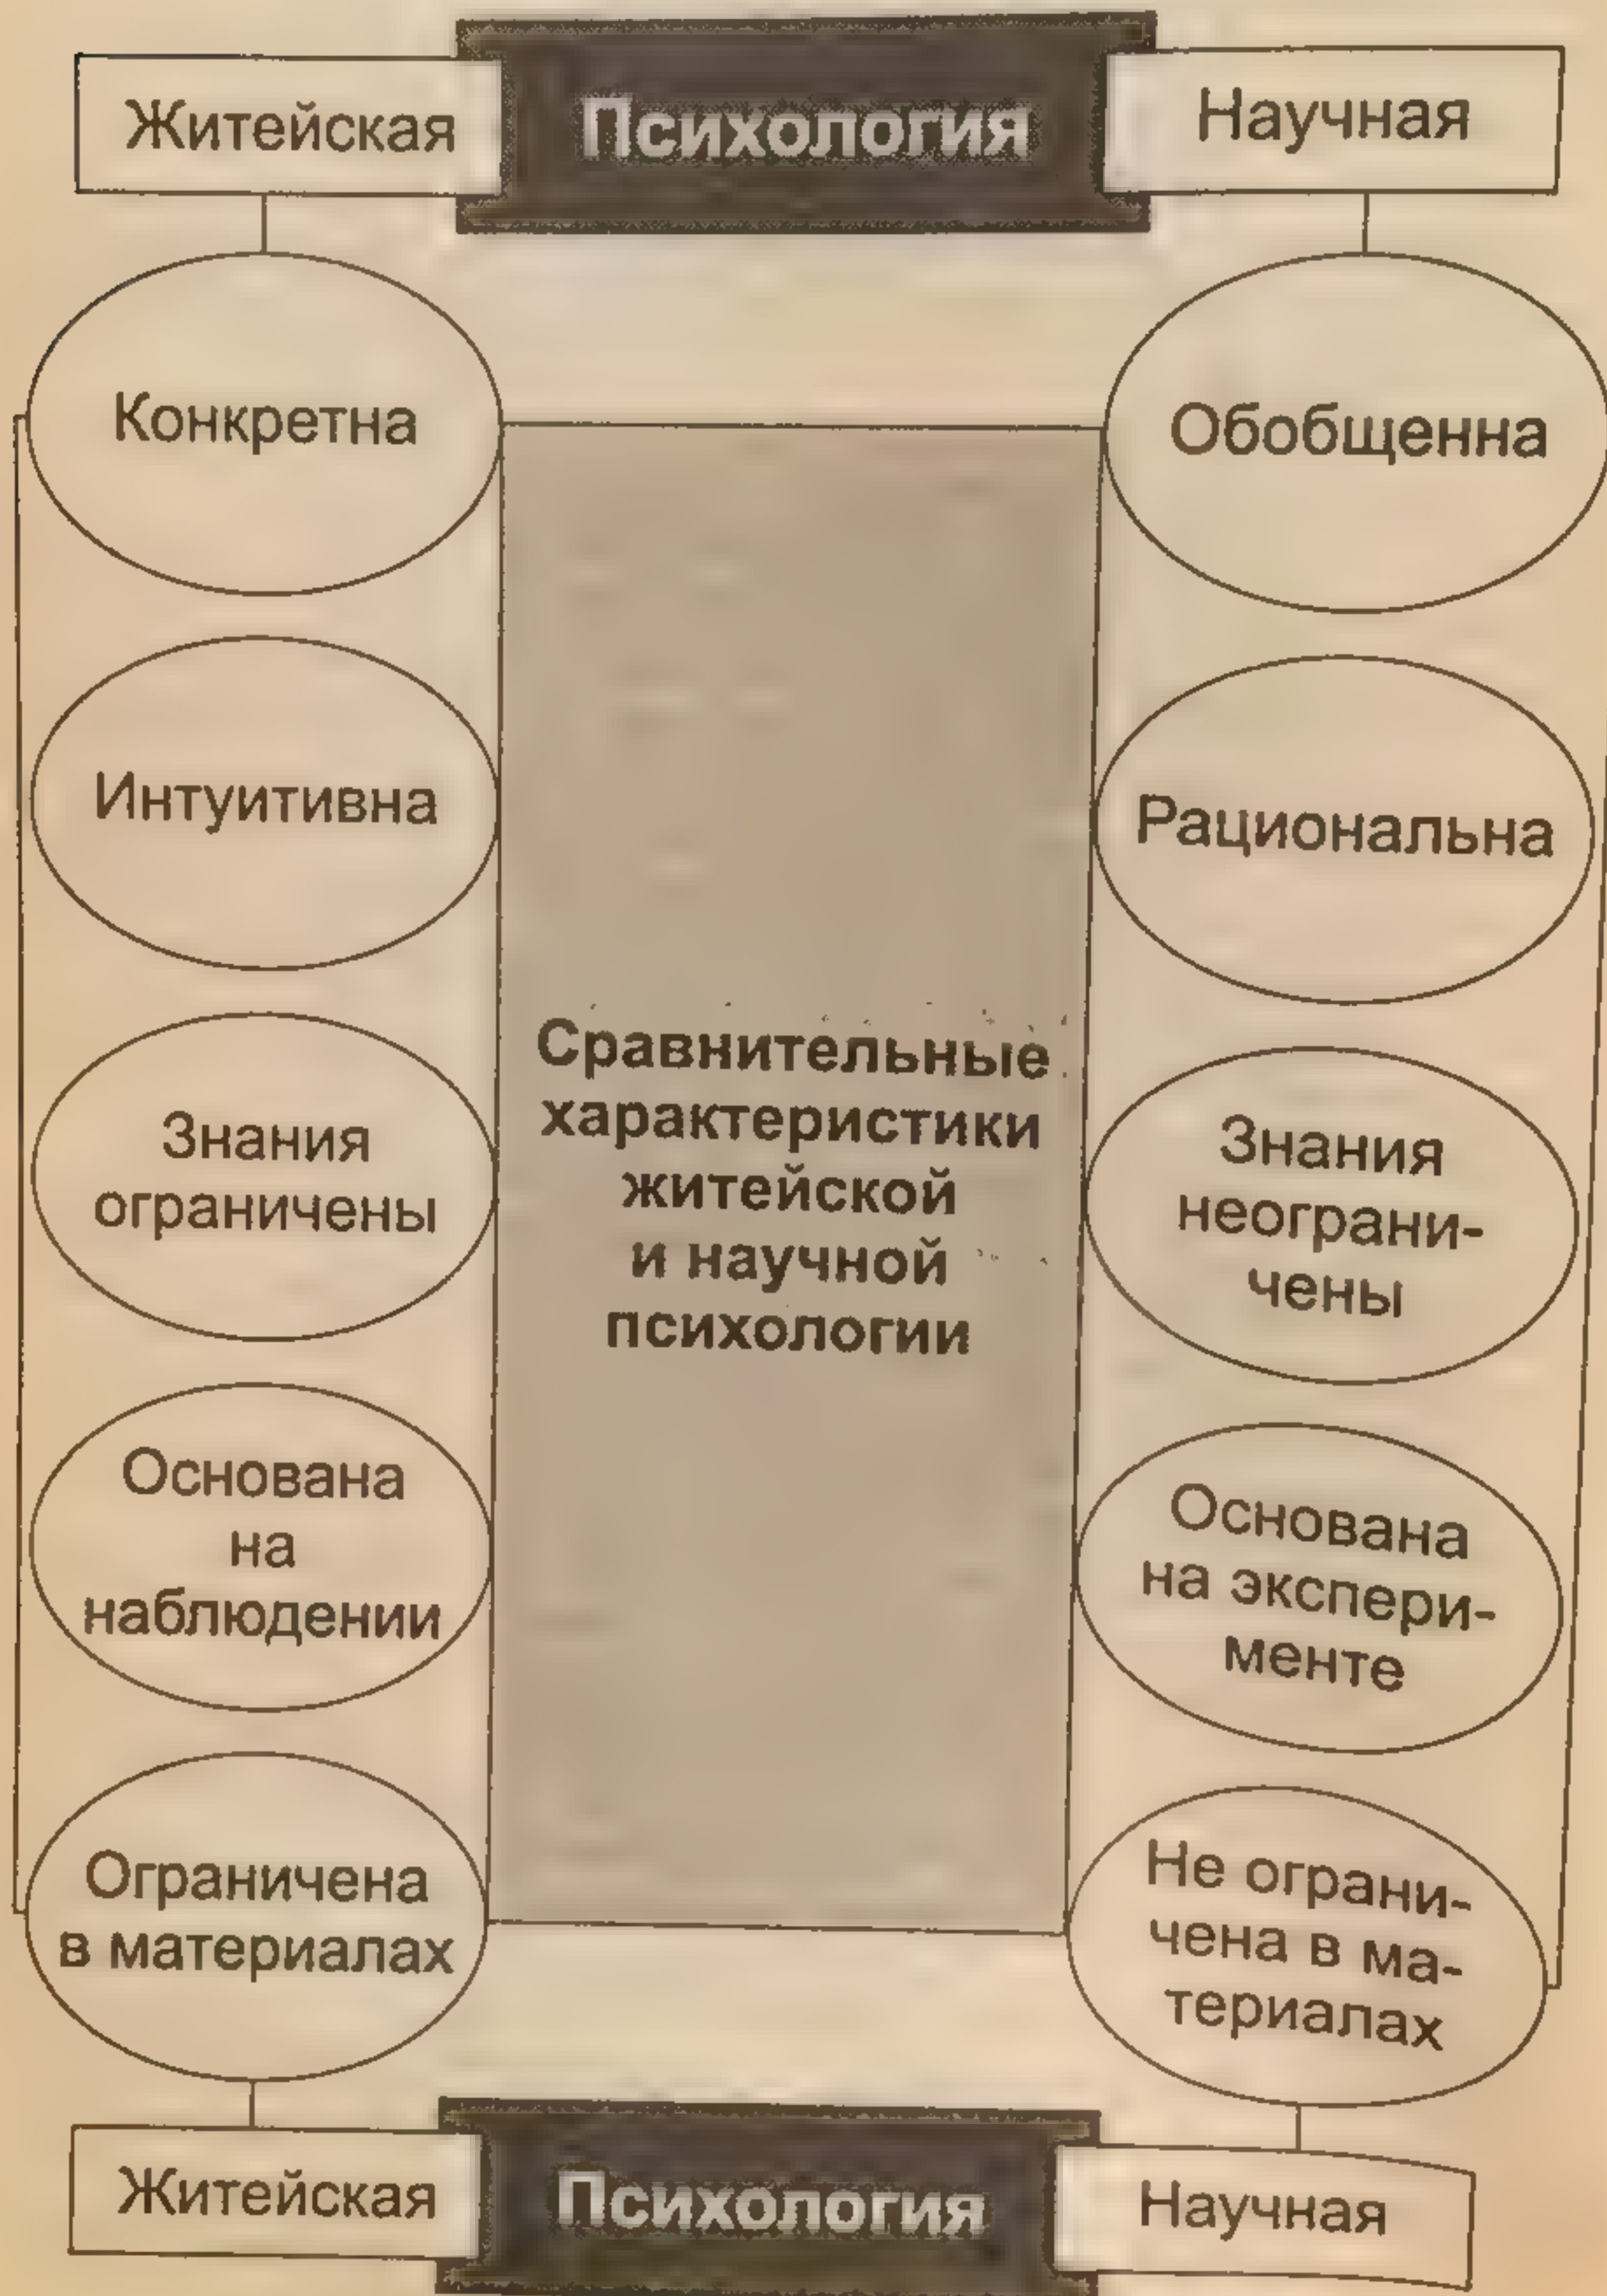 Житейская
Психология
Научная
Конкретна
Обобщенна
Интуитивна
Рациональна
Знания
ограничены
Сравнительные
характеристики
житейской
и научной
психологии
Знания
неограни-
чены
Основана
на
наблюдении
Основана
на экспери-
менте
Ограничена
в материалах
Не ограни-
чена в ма-
териалах
Житейская
Психология
Научная